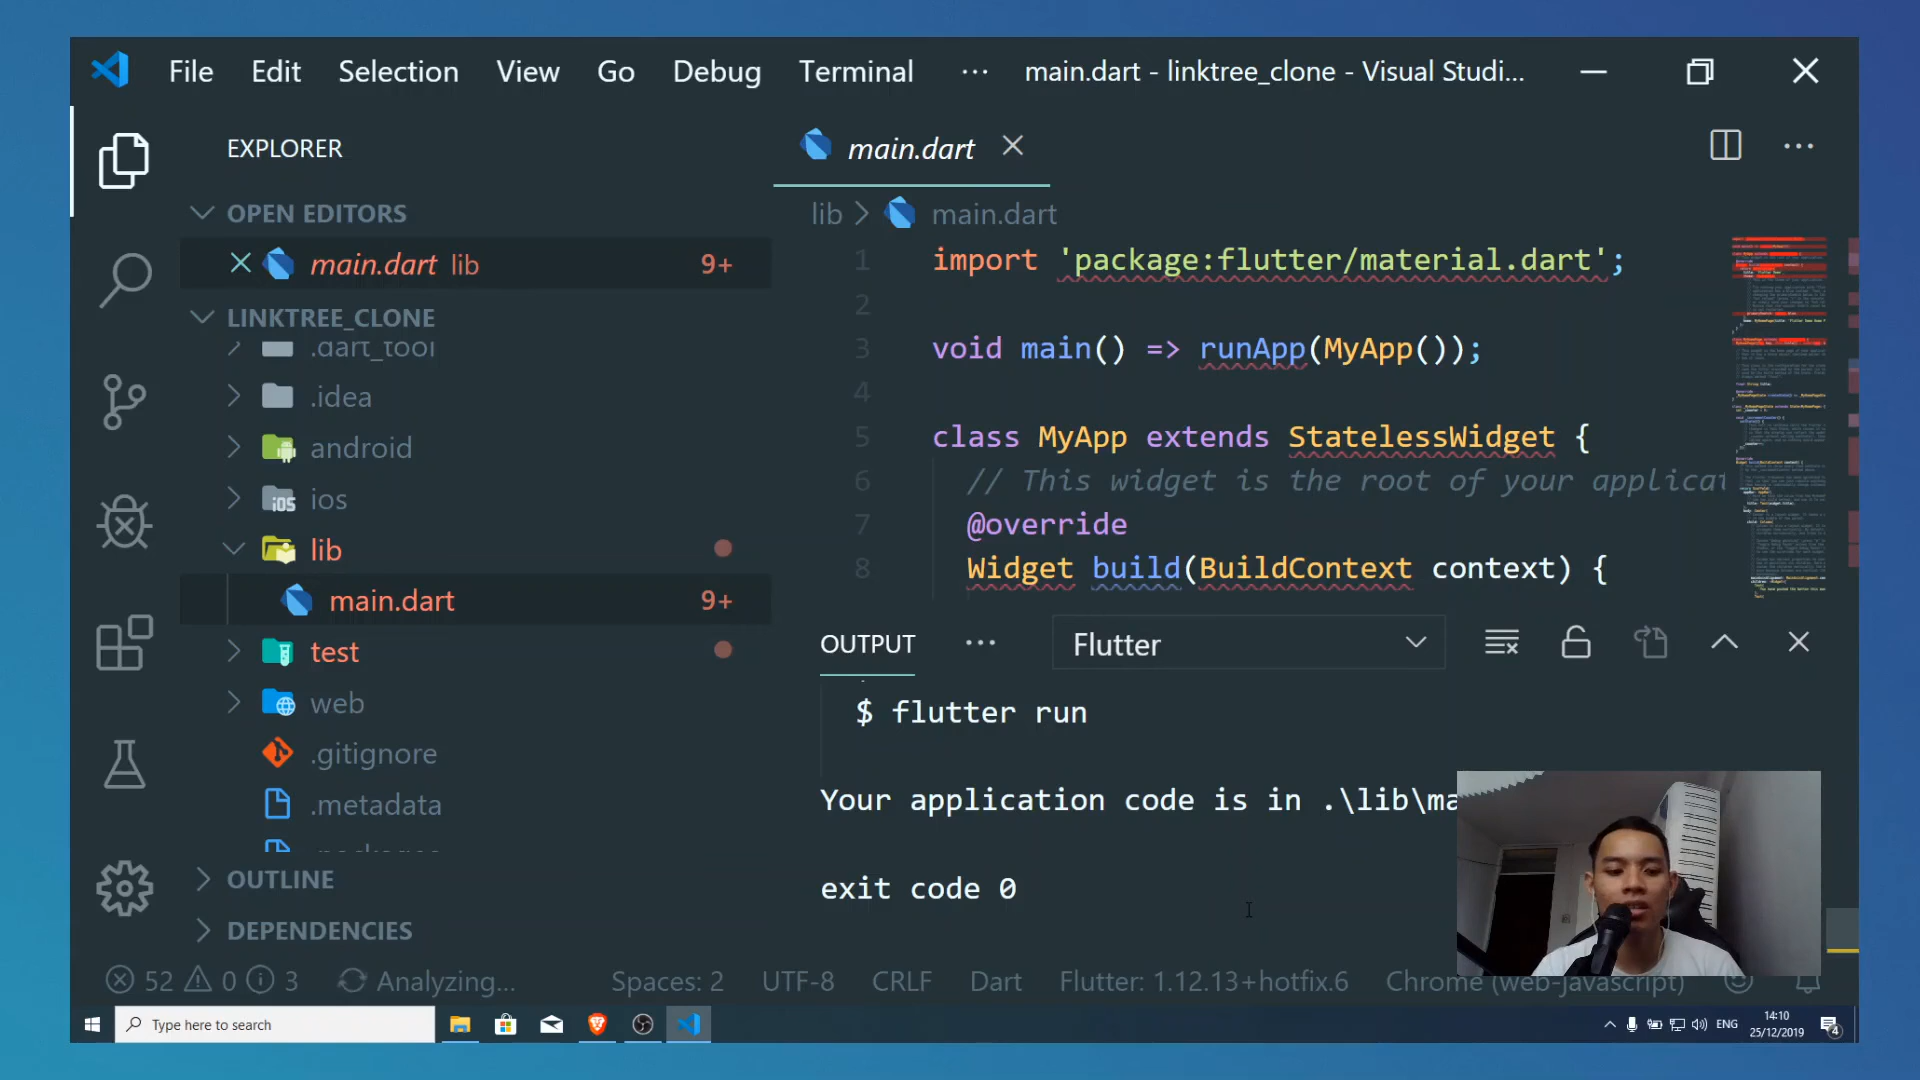 File Edit Selection View Go Debug Terminal ··· main.dart - linktree_clone - Visual Studi...
EXPLORER
OPEN EDITORS
main.dart lib 9+
LINKTREE_CLONE
.dart_tool
.idea
android
ios
lib
main.dart 9+
test
web
.gitignore
.metadata
.packages
OUTLINE
DEPENDENCIES
main.dart
lib > main.dart
1 import 'package:flutter/material.dart';
2
3 void main() => runApp(MyApp());
4
5 class MyApp extends StatelessWidget {
6 // This widget is the root of your applicat
7 @override
8 Widget build(BuildContext context) {
OUTPUT ··· Flutter
$ flutter run
Your application code is in .\lib\ma
exit code 0
52 0 3 Analyzing... Spaces: 2 UTF-8 CRLF Dart Flutter: 1.12.13+hotfix.6 Chrome (web-javascript)
Type here to search
ENG
14:10
25/12/2019
4